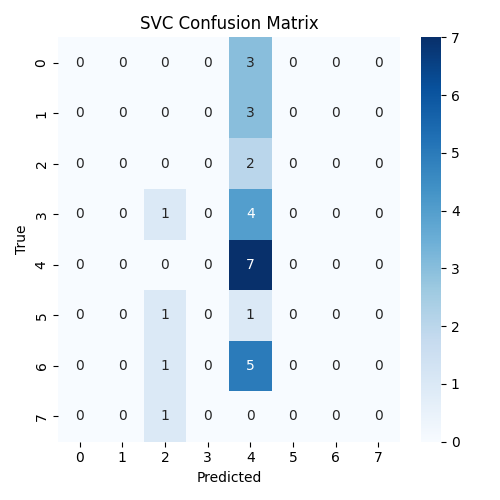 SVC Confusion Matrix
True
0 0 0 0 0 3 0 0 0
1 0 0 0 0 3 0 0 0
2 0 0 0 0 2 0 0 0
3 0 0 1 0 4 0 0 0
4 0 0 0 0 7 0 0 0
5 0 0 1 0 1 0 0 0
6 0 0 1 0 5 0 0 0
7 0 0 1 0 0 0 0 0
0 1 2 3 4 5 6 7
Predicted
7
6
5
4
3
2
1
0